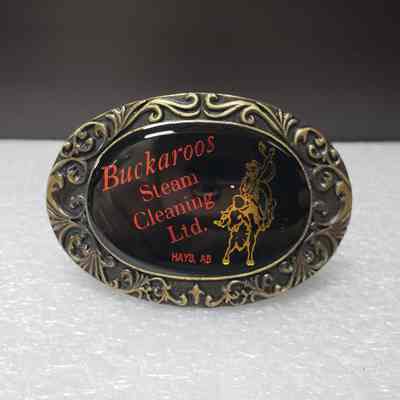 Buckaroos
Steam
Cleaning
Ltd.
HAYS, AB